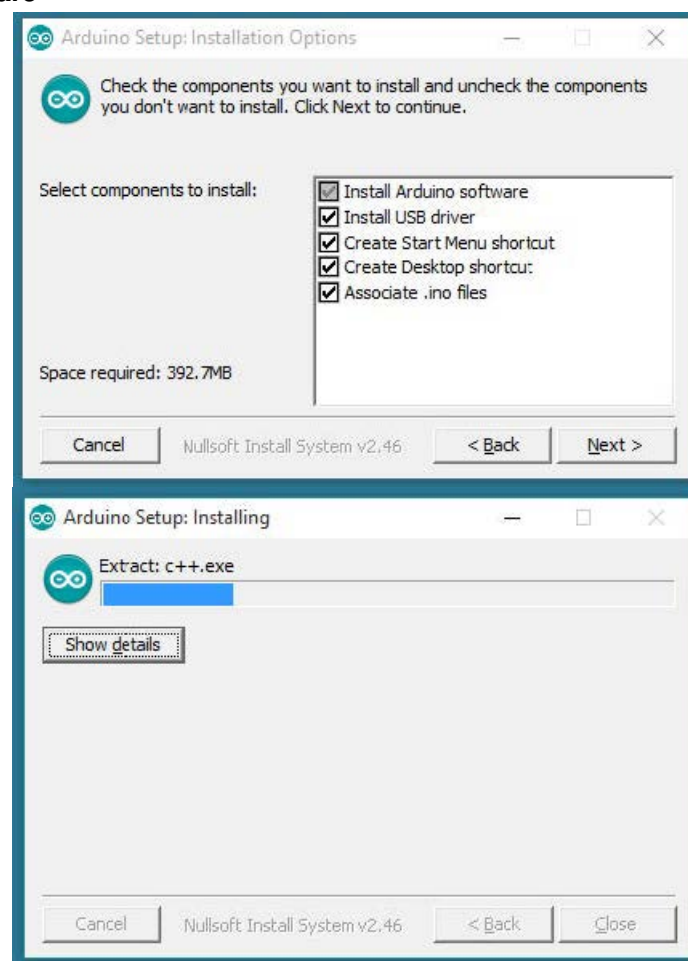 Arduino Setup: Installation Options
Check the components you want to install and uncheck the components
you don't want to install. Click Next to continue.
Select components to install:
Install Arduino software
Install USB driver
Create Start Menu shortcut
Create Desktop shortcut
Associate .ino files
Space required: 392.7MB
Cancel
Nullsoft Install System v2.46
< Back
Next >
Arduino Setup: Installing
Extract: c++.exe
Show details
Cancel
Nullsoft Install System v2.46
< Back
Close